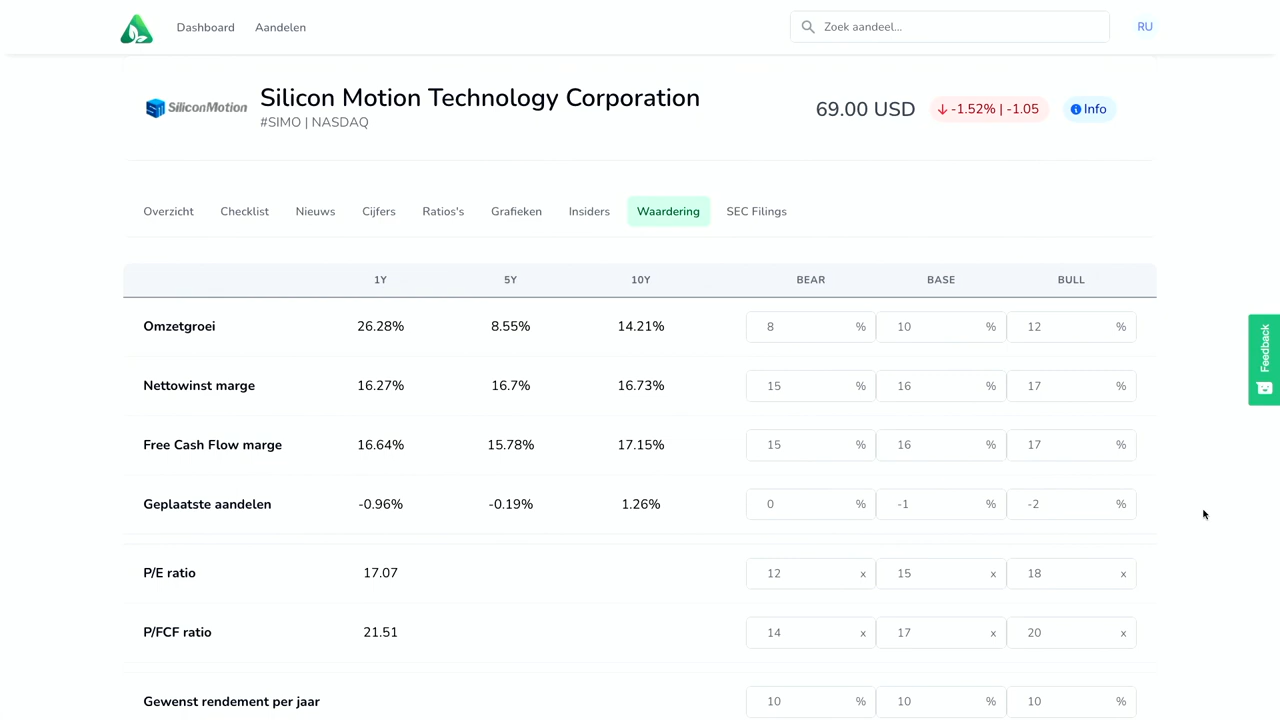 Dashboard Aandelen Zoek aandeel... RU
SiliconMotion Silicon Motion Technology Corporation
#SIMO | NASDAQ
69.00 USD -1.52% | -1.05 Info
Overzicht Checklist Nieuws Cijfers Ratios's Grafieken Insiders Waardering SEC Filings
1Y 5Y 10Y BEAR BASE BULL
Omzetgroei 26.28% 8.55% 14.21% 8 % 10 % 12 %
Nettowinst marge 16.27% 16.7% 16.73% 15 % 16 % 17 %
Free Cash Flow marge 16.64% 15.78% 17.15% 15 % 16 % 17 %
Geplaatste aandelen -0.96% -0.19% 1.26% 0 % -1 % -2 %
P/E ratio 17.07 12 x 15 x 18 x
P/FCF ratio 21.51 14 x 17 x 20 x
Gewenst rendement per jaar 10 % 10 % 10 %
Feedback